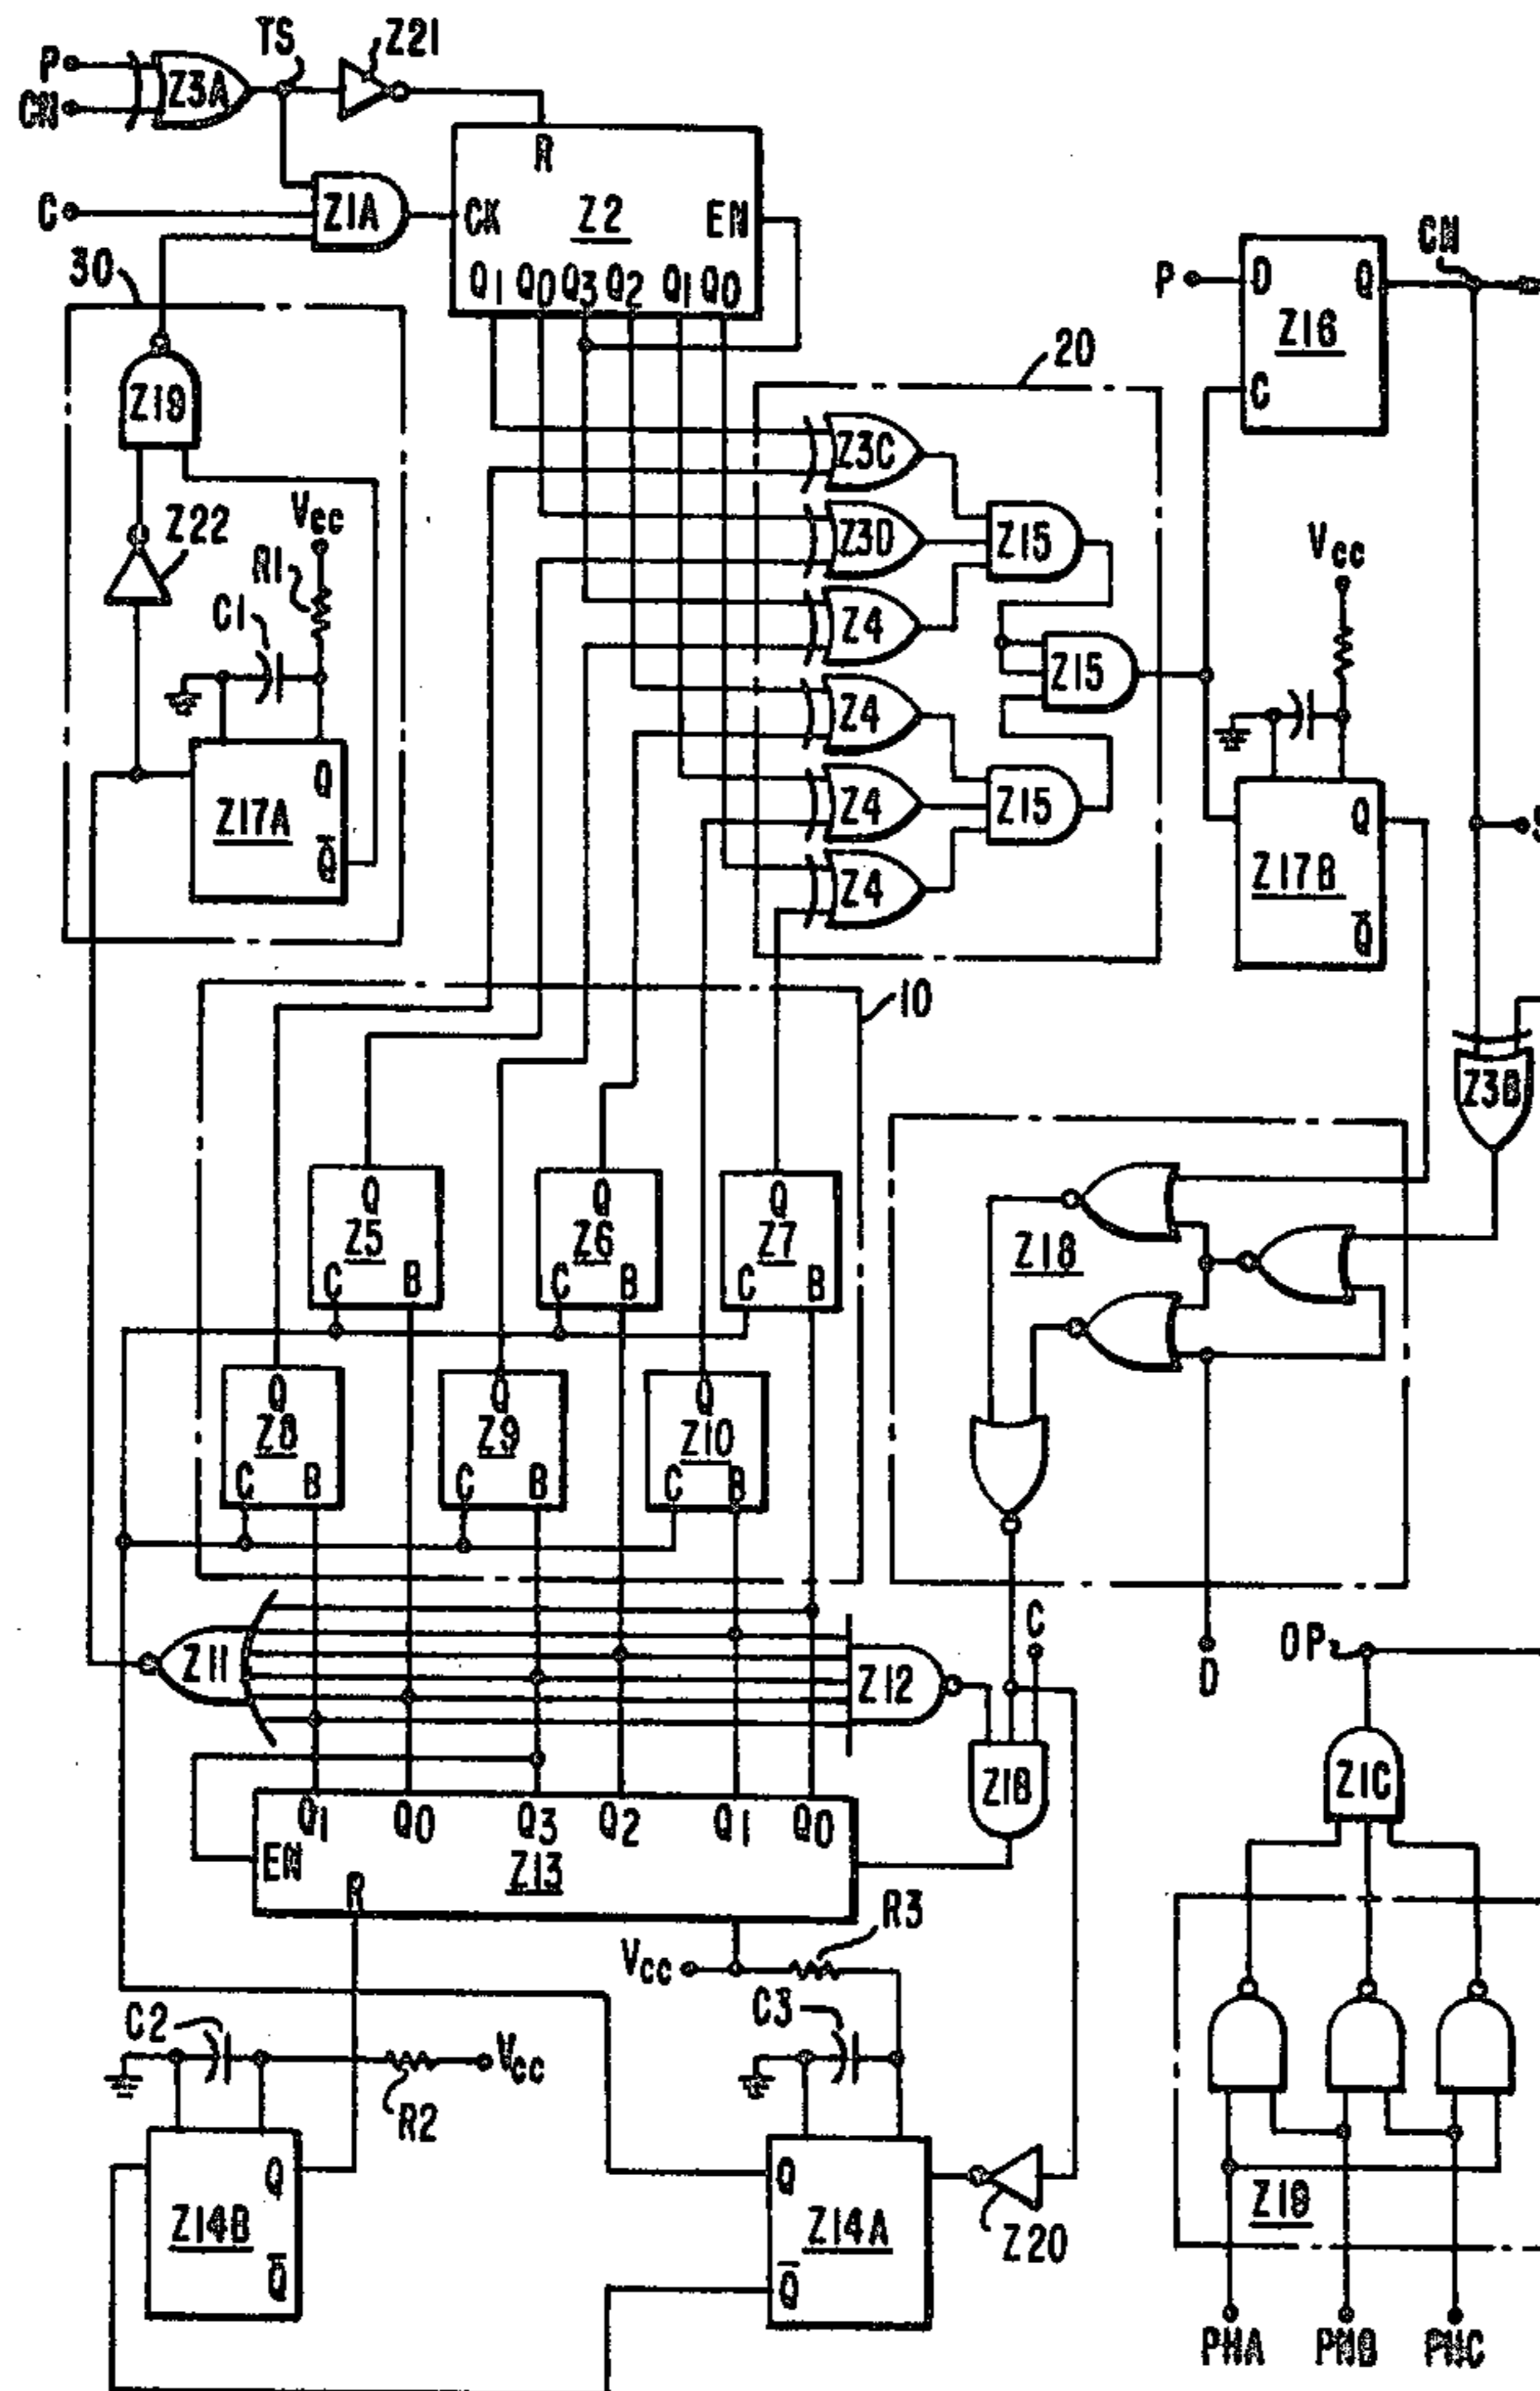 TS
Z21
P
CN
Z3A
R
C
Z1A
CK
Z2
EN
Q1 Q0 Q3 Q2 Q1 Q0
30
Z19
Z22
Vcc
R1
C1
Q
Z17A
Q̅
20
Z3C
Z3D
Z4
Z4
Z4
Z4
Z15
Z15
Z15
P
D
Q
Z16
C
CN
Vcc
Q
Z17B
Q̅
S
Z3B
10
Q
Z5
C
B
Q
Z6
C
B
Q
Z7
C
B
Q
Z8
C
B
Q
Z9
C
B
Q
Z10
C
B
Z18
D
C
Z11
Z12
Z1B
Q1 Q0 Q3 Q2 Q1 Q0
EN
Z13
R
OP
Z1C
Vcc
R3
C3
C2
Vcc
R2
Q
Z14B
Q̅
Q
Z14A
Q̅
Z20
Z19
PHA PHB PHC